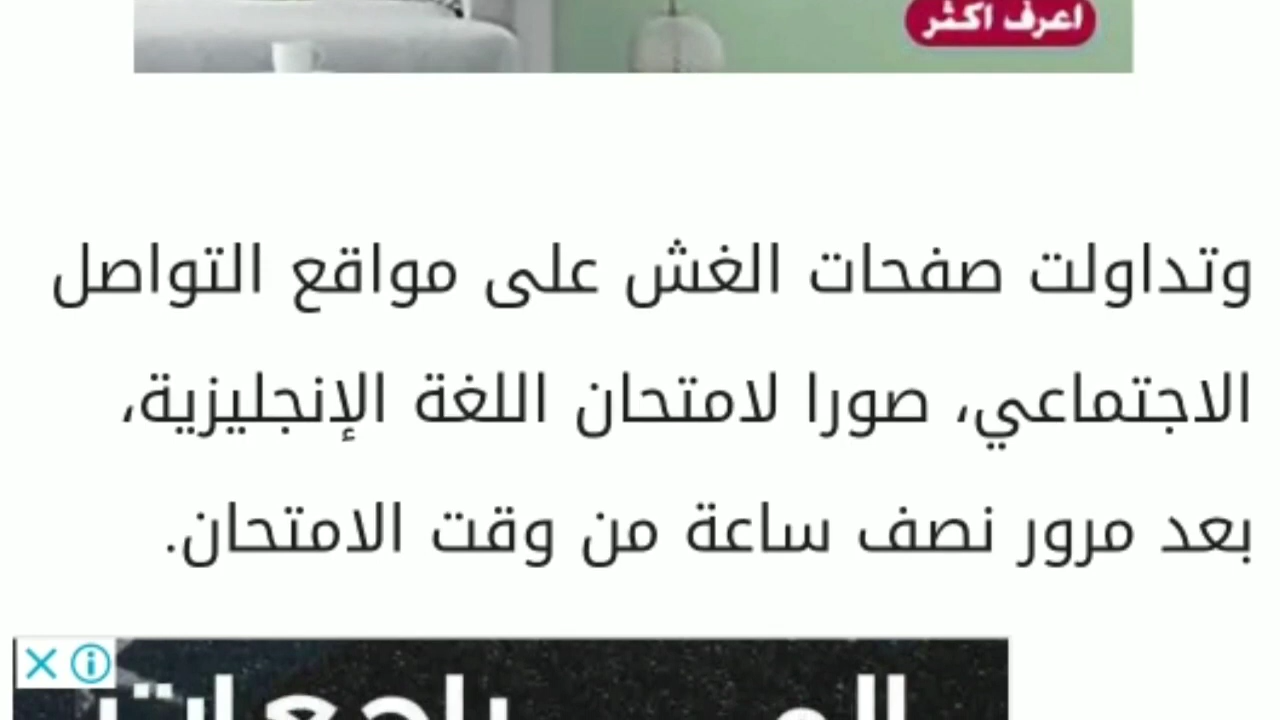 اعرف اكثر
وتداولت صفحات الغش على مواقع التواصل
الاجتماعي، صورا لامتحان اللغة الإنجليزية،
بعد مرور نصف ساعة من وقت الامتحان.